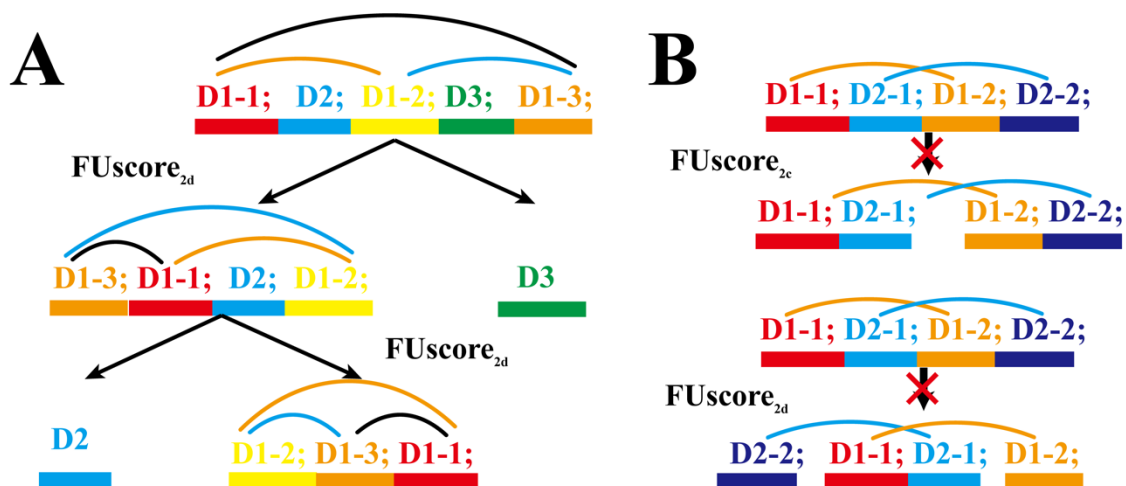 A
D1-1; D2; D1-2; D3; D1-3;
FUscore2d
D1-3; D1-1; D2; D1-2;
D3
FUscore2d
D2
D1-2; D1-3; D1-1;
B
D1-1; D2-1; D1-2; D2-2;
FUscore2c
D1-1; D2-1; D1-2; D2-2;
D1-1; D2-1; D1-2; D2-2;
FUscore2d
D2-2; D1-1; D2-1; D1-2;